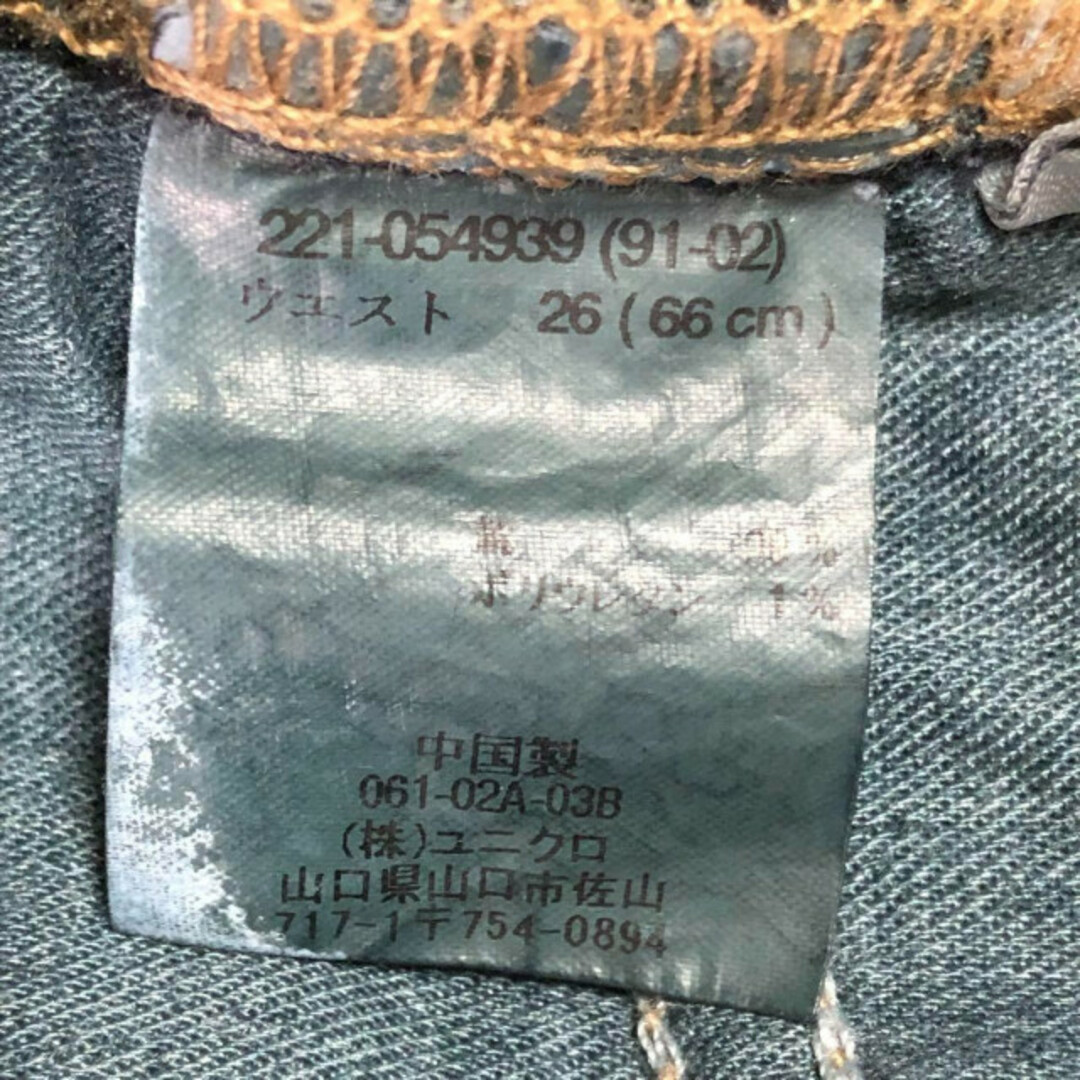 221-054939 (91-02)
ウエスト 26 ( 66 cm )
%
ポリウレタン 1 %
中国製
061-02A-03B
(株)ユニクロ
山口県山口市佐山
717-1〒754-0894